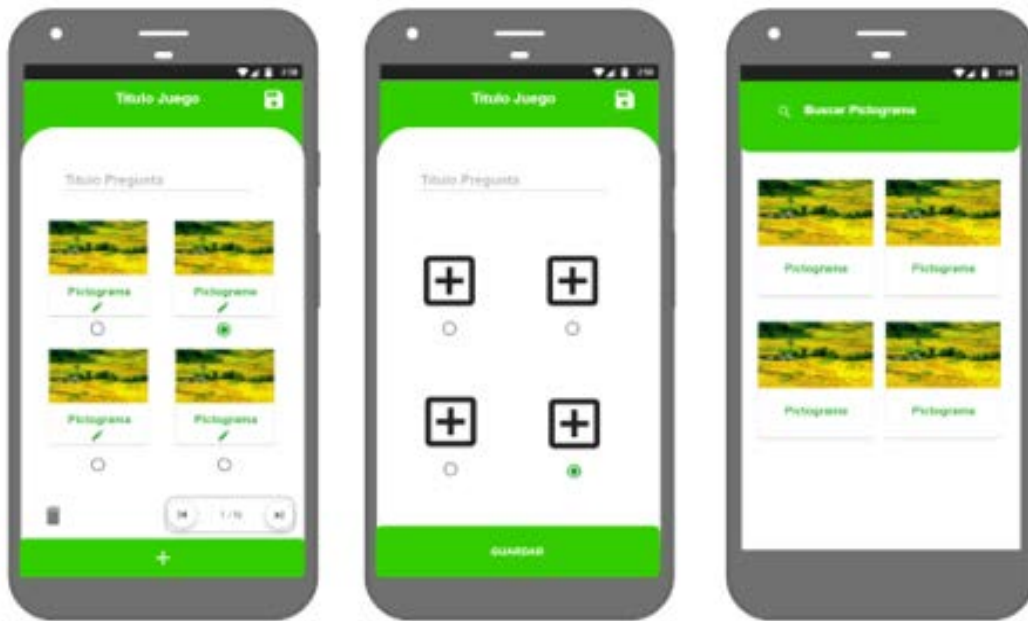 Titulo Juego
Titulo Pregunta
Pictograma
Pictograma
Pictograma
Pictograma
Titulo Juego
Titulo Pregunta
GUARDAR
Buscar Pictograma
Pictograma
Pictograma
Pictograma
Pictograma